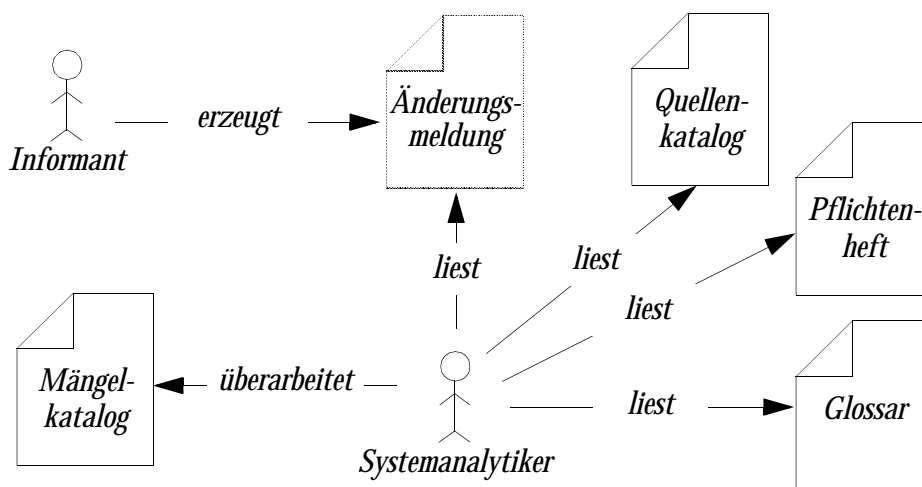 Informant
erzeugt
Änderungs-
meldung
Quellen-
katalog
Pflichten-
heft
liest
liest
liest
Mängel-
katalog
überarbeitet
liest
Glossar
Systemanalytiker